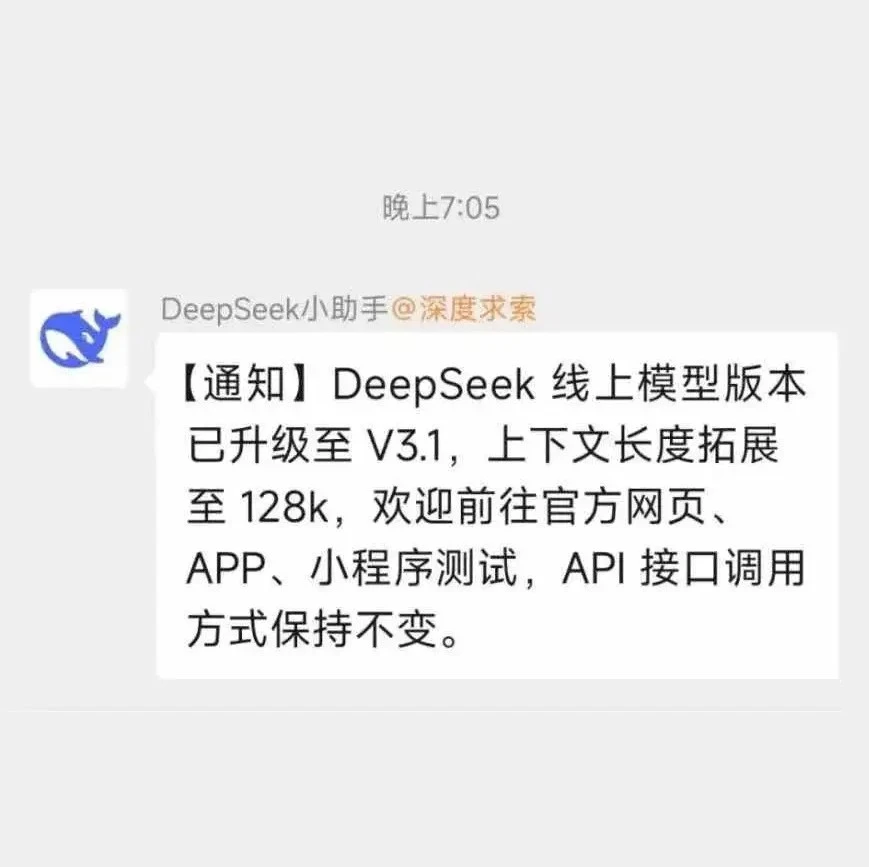 晚上7:05
DeepSeek小助手@深度求索
【通知】DeepSeek 线上模型版本
已升级至 V3.1，上下文长度拓展
至 128k，欢迎前往官方网页、
APP、小程序测试，API 接口调用
方式保持不变。